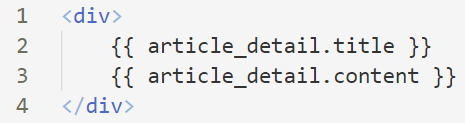 1 <div>
2     {{ article_detail.title }}
3     {{ article_detail.content }}
4 </div>